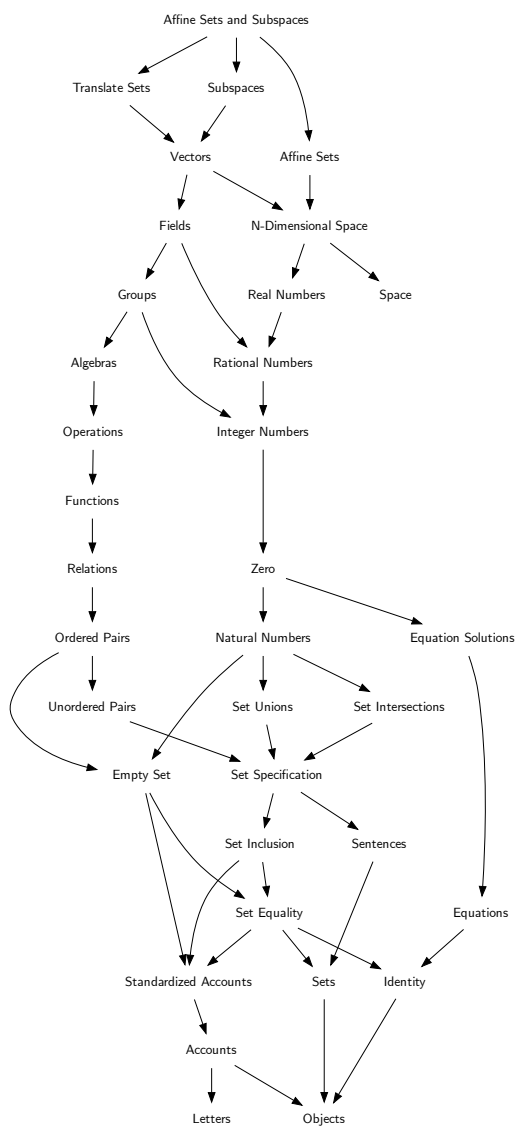 Affine Sets and Subspaces
Translate Sets
Subspaces
Vectors
Affine Sets
Fields
N-Dimensional Space
Groups
Real Numbers
Space
Algebras
Rational Numbers
Operations
Integer Numbers
Functions
Relations
Zero
Ordered Pairs
Natural Numbers
Equation Solutions
Unordered Pairs
Set Unions
Set Intersections
Empty Set
Set Specification
Set Inclusion
Sentences
Set Equality
Equations
Standardized Accounts
Sets
Identity
Accounts
Letters
Objects